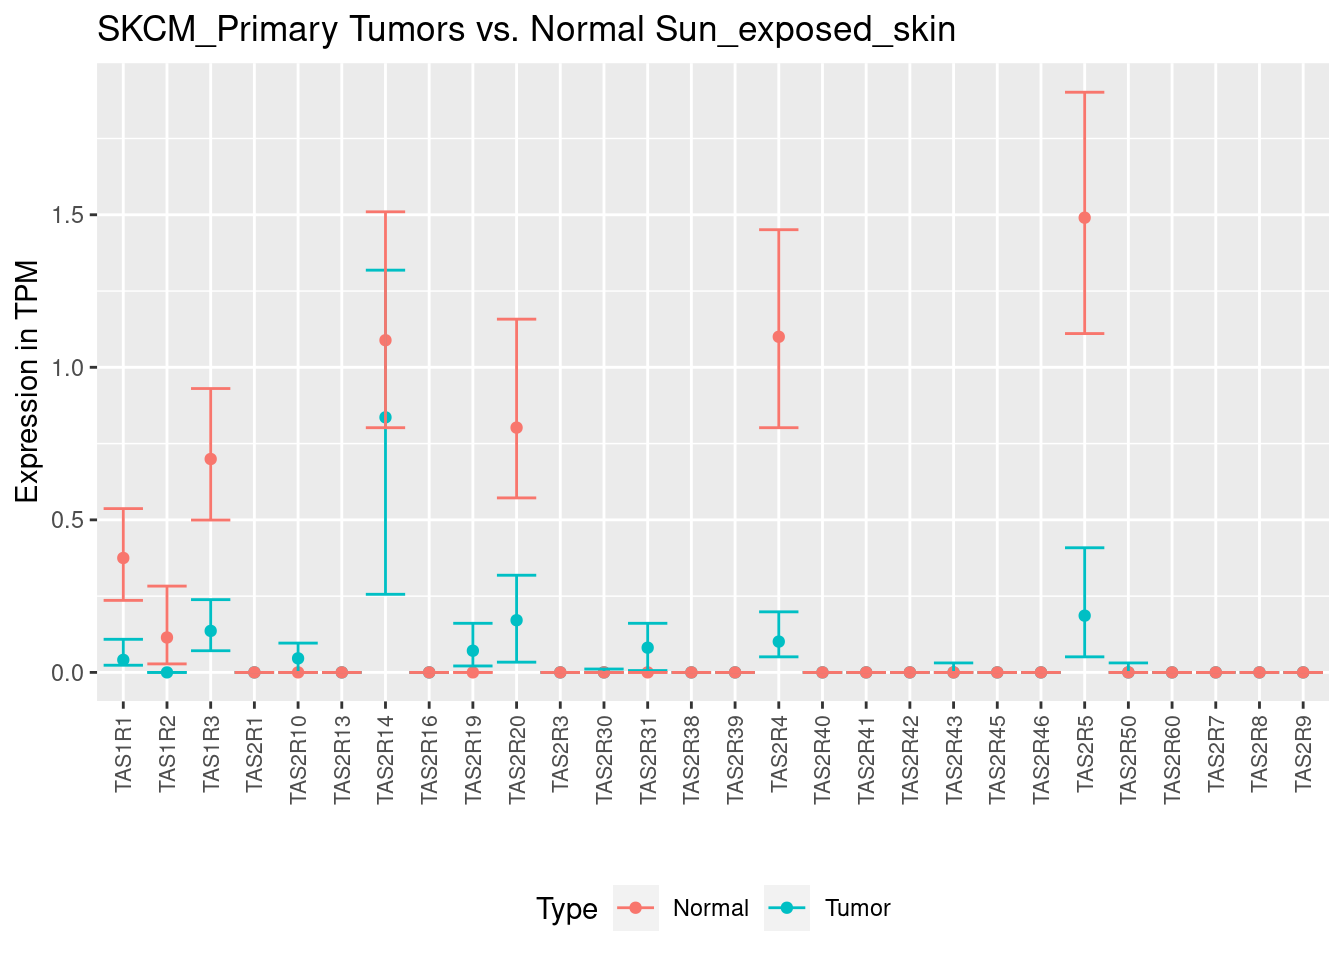 SKCM_Primary Tumors vs. Normal Sun_exposed_skin
Expression in TPM
1.5
1.0
0.5
0.0
TAS1R1
TAS1R2
TAS1R3
TAS2R1
TAS2R10
TAS2R13
TAS2R14
TAS2R16
TAS2R19
TAS2R20
TAS2R3
TAS2R30
TAS2R31
TAS2R38
TAS2R39
TAS2R4
TAS2R40
TAS2R41
TAS2R42
TAS2R43
TAS2R45
TAS2R46
TAS2R5
TAS2R50
TAS2R60
TAS2R7
TAS2R8
TAS2R9
Type Normal Tumor